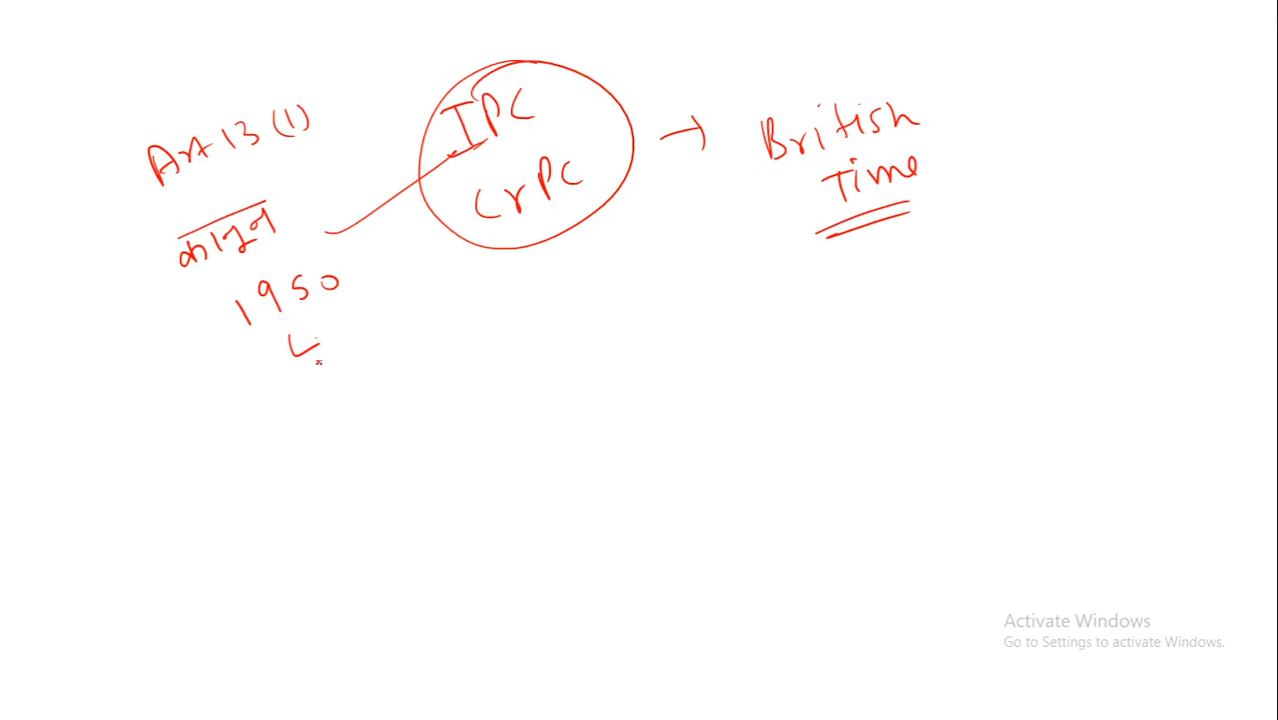 Art 13 (1)
कानून
1950
IPC
CrPC
→ British
Time
Activate Windows
Go to Settings to activate Windows.